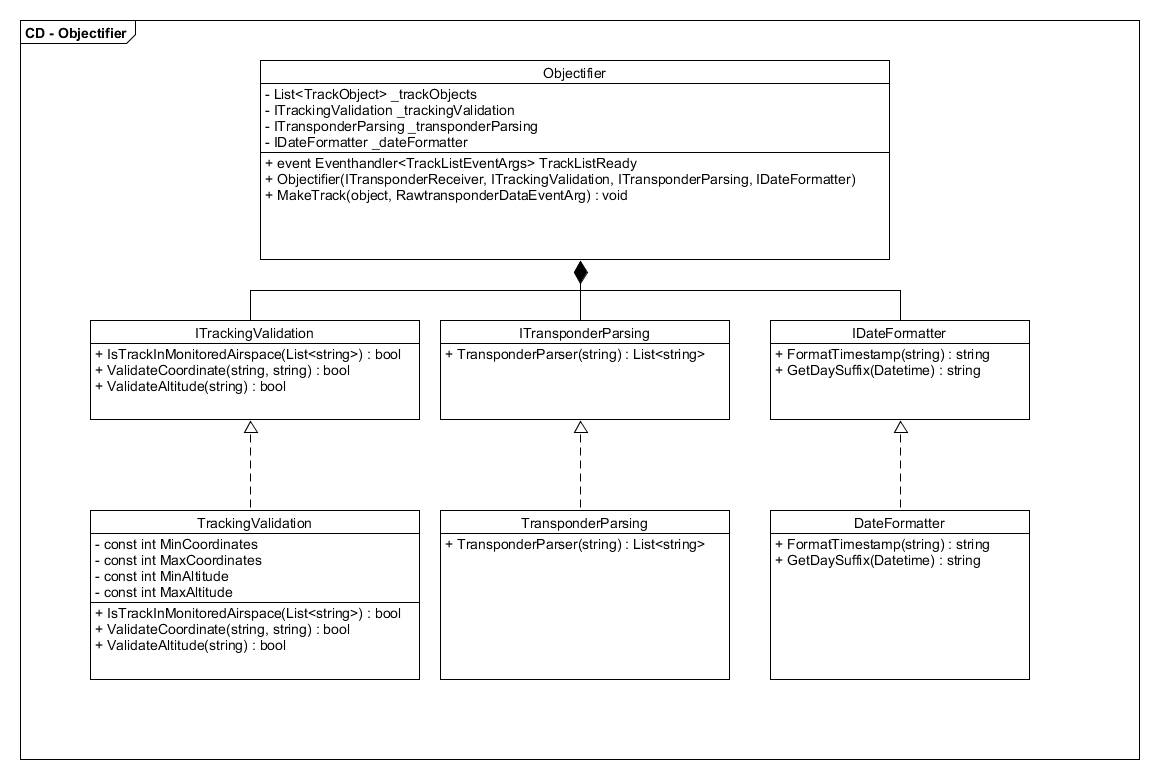 CD - Objectifier
Objectifier
- List<TrackObject> _trackObjects
- ITrackingValidation _trackingValidation
- ITransponderParsing _transponderParsing
- IDateFormatter _dateFormatter
+ event Eventhandler<TrackListEventArgs> TrackListReady
+ Objectifier(ITransponderReceiver, ITrackingValidation, ITransponderParsing, IDateFormatter)
+ MakeTrack(object, RawtransponderDataEventArg) : void
ITrackingValidation
+ IsTrackInMonitoredAirspace(List<string>) : bool
+ ValidateCoordinate(string, string) : bool
+ ValidateAltitude(string) : bool
ITransponderParsing
+ TransponderParser(string) : List<string>
IDateFormatter
+ FormatTimestamp(string) : string
+ GetDaySuffix(Datetime) : string
TrackingValidation
- const int MinCoordinates
- const int MaxCoordinates
- const int MinAltitude
- const int MaxAltitude
+ IsTrackInMonitoredAirspace(List<string>) : bool
+ ValidateCoordinate(string, string) : bool
+ ValidateAltitude(string) : bool
TransponderParsing
+ TransponderParser(string) : List<string>
DateFormatter
+ FormatTimestamp(string) : string
+ GetDaySuffix(Datetime) : string